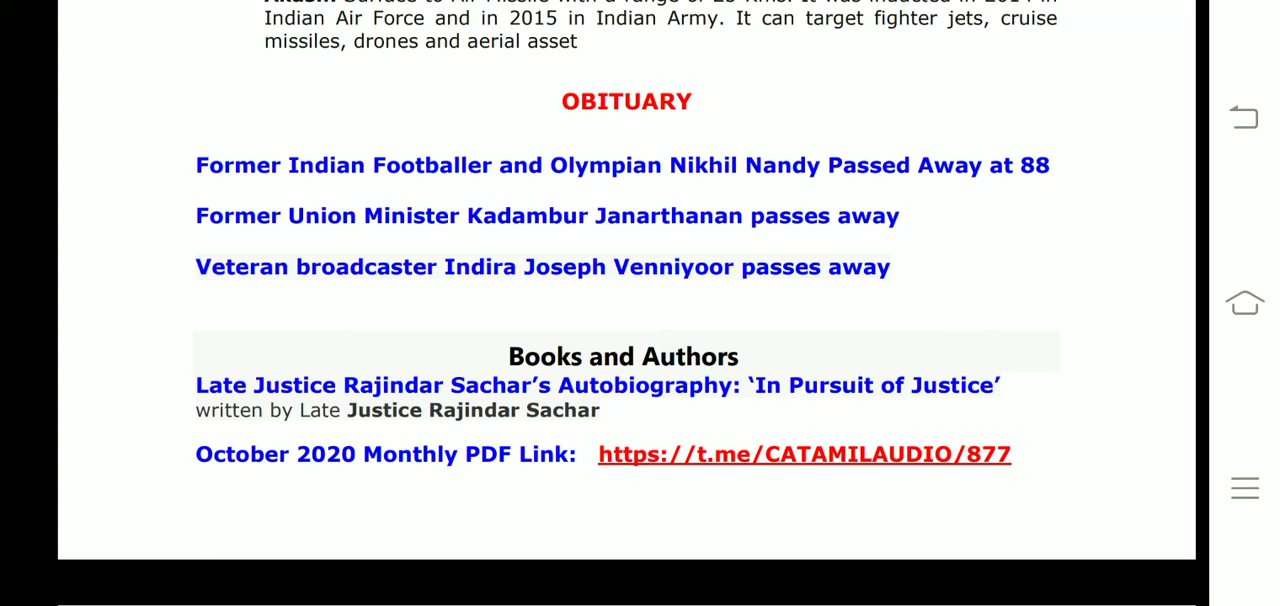 Indian Air Force and in 2015 in Indian Army. It can target fighter jets, cruise
missiles, drones and aerial asset
OBITUARY
Former Indian Footballer and Olympian Nikhil Nandy Passed Away at 88
Former Union Minister Kadambur Janarthanan passes away
Veteran broadcaster Indira Joseph Venniyoor passes away
Books and Authors
Late Justice Rajindar Sachar’s Autobiography: ‘In Pursuit of Justice’
written by Late Justice Rajindar Sachar
October 2020 Monthly PDF Link: https://t.me/CATAMILAUDIO/877